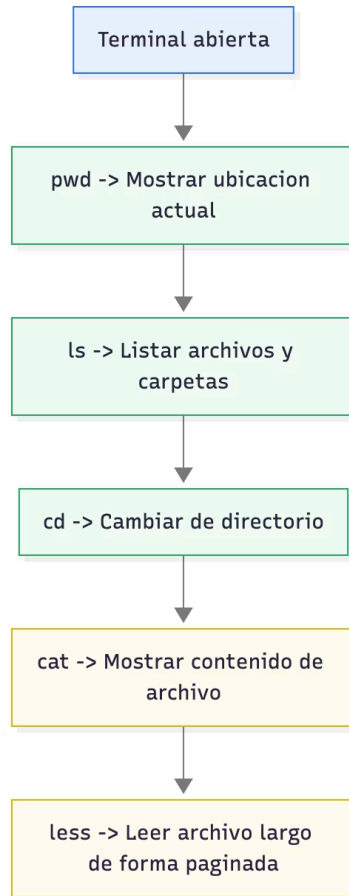 Terminal abierta
pwd -> Mostrar ubicacion
actual
ls -> Listar archivos y
carpetas
cd -> Cambiar de directorio
cat -> Mostrar contenido de
archivo
less -> Leer archivo largo
de forma paginada